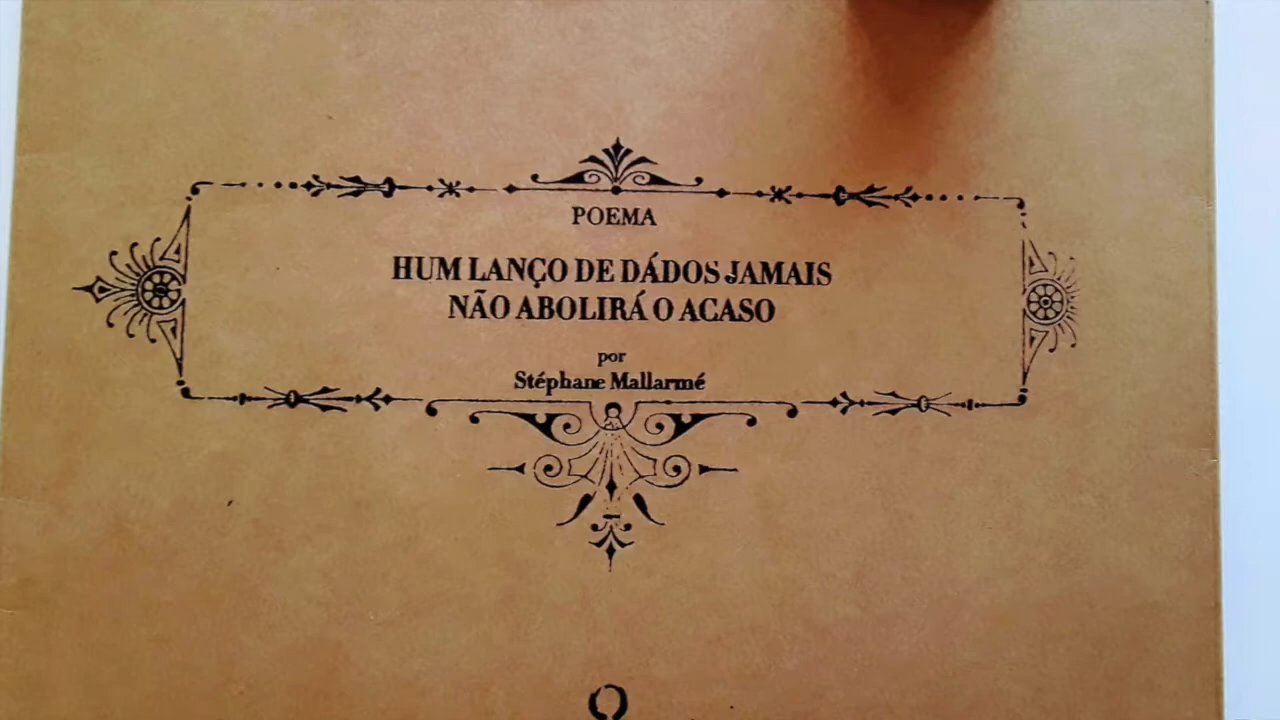 POEMA
HUM LANÇO DE DÁDOS JAMAIS
NÃO ABOLIRÁ O ACASO
por
Stéphane Mallarmé